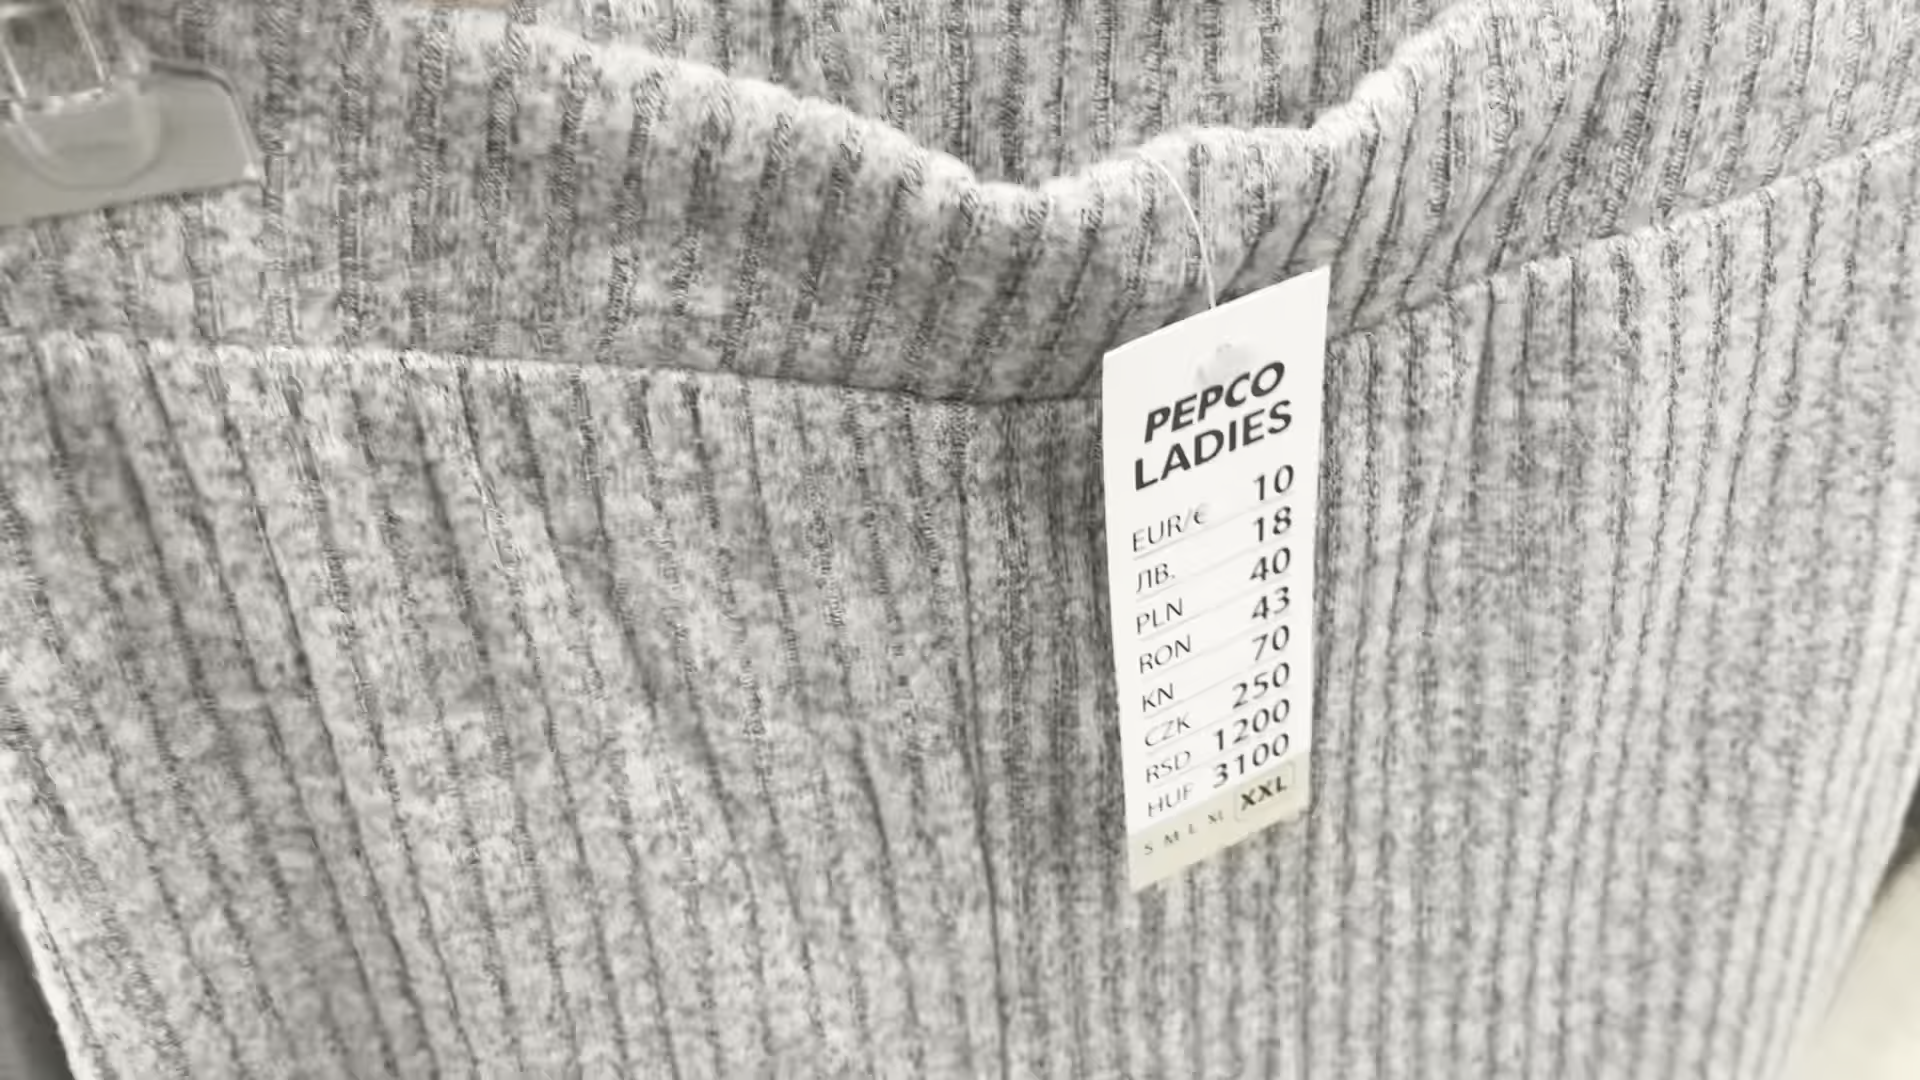 PEPCO
LADIES
EUR/€ 10
ЛВ. 18
PLN 40
RON 43
KN 70
CZK 250
RSD 1200
HUF 3100
S M L XL XXL